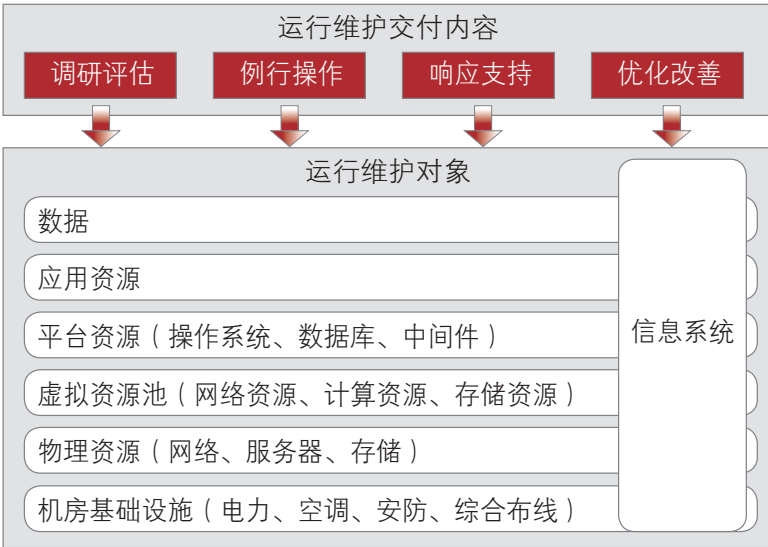 运行维护交付内容
调研评估 例行操作 响应支持 优化改善
运行维护对象
数据
应用资源
平台资源（操作系统、数据库、中间件）
信息系统
虚拟资源池（网络资源、计算资源、存储资源）
物理资源（网络、服务器、存储）
机房基础设施（电力、空调、安防、综合布线）